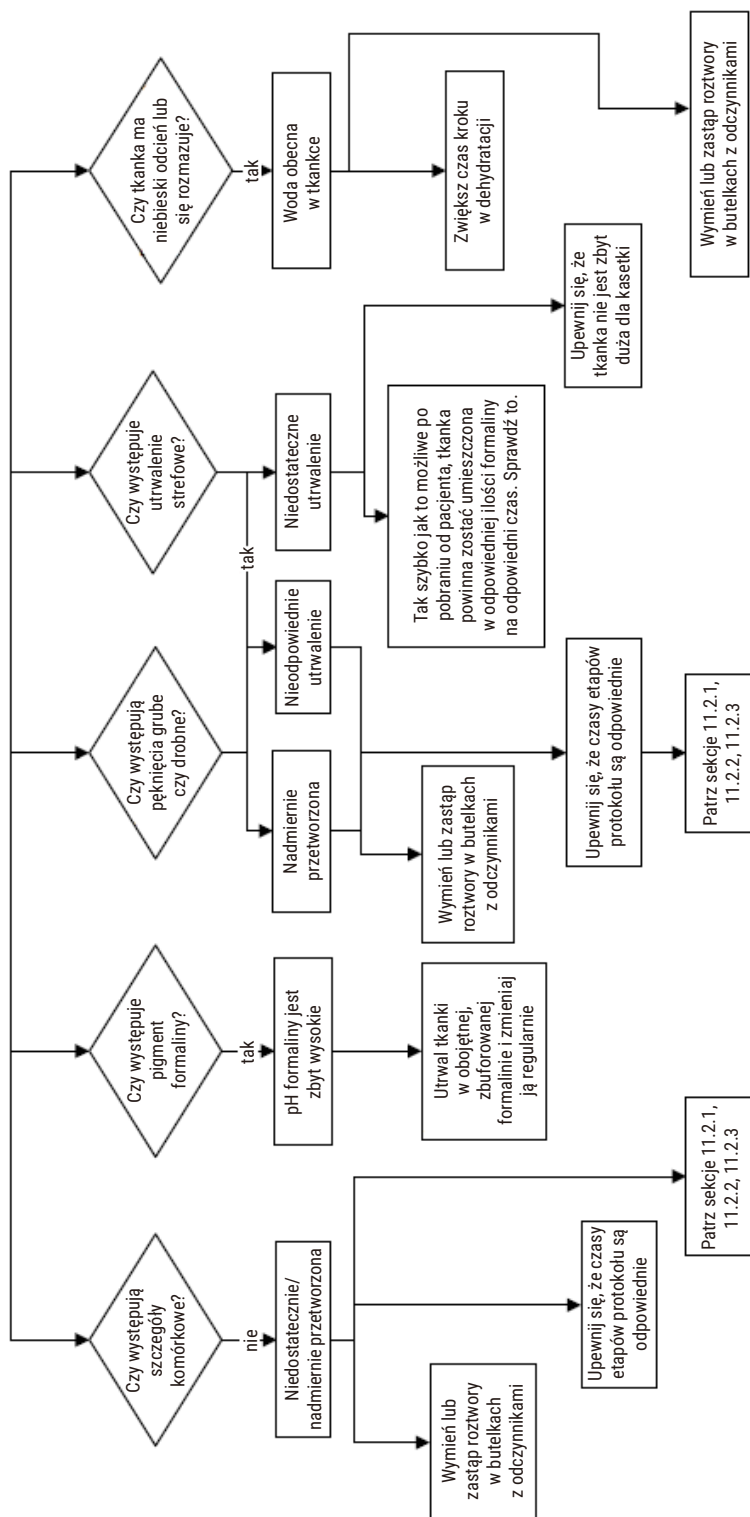 Czy występują
szczegóły
komórkowe?
nie
Niedostatecznie/
nadmiernie przetworzona
Wymień lub
zastąp roztwory
w butelkach
z odczynnikami
Upewnij się, że czasy
etapów protokołu są
odpowiednie
Patrz sekcje 11.2.1,
11.2.2, 11.2.3
Czy występuje
pigment
formaliny?
tak
pH formaliny jest
zbyt wysokie
Utrwal tkanki
w obojętnej,
zbuforowanej
formalinie i zmieniaj
ją regularnie
Czy występują
pęknięcia grube
czy drobne?
Czy występuje
utrwalenie
strefowe?
tak
tak
Nadmiernie
przetworzona
Nieodpowiednie
utrwalenie
Niedostateczne
utrwalenie
Wymień lub zastąp
roztwory w butelkach
z odczynnikami
Upewnij się, że czasy etapów
protokołu są odpowiednie
Patrz sekcje 11.2.1,
11.2.2, 11.2.3
Tak szybko jak to możliwe po
pobraniu od pacjenta, tkanka
powinna zostać umieszczona
w odpowiedniej ilości formaliny
na odpowiedni czas. Sprawdź to.
Upewnij się, że
tkanka nie jest zbyt
duża dla kasetki
Czy tkanka ma
niebieski odcień lub
się rozmazuje?
tak
Woda obecna
w tkankce
Zwiększ czas kroku
w dehydratacji
Wymień lub zastąp roztwory
w butelkach z odczynnikami